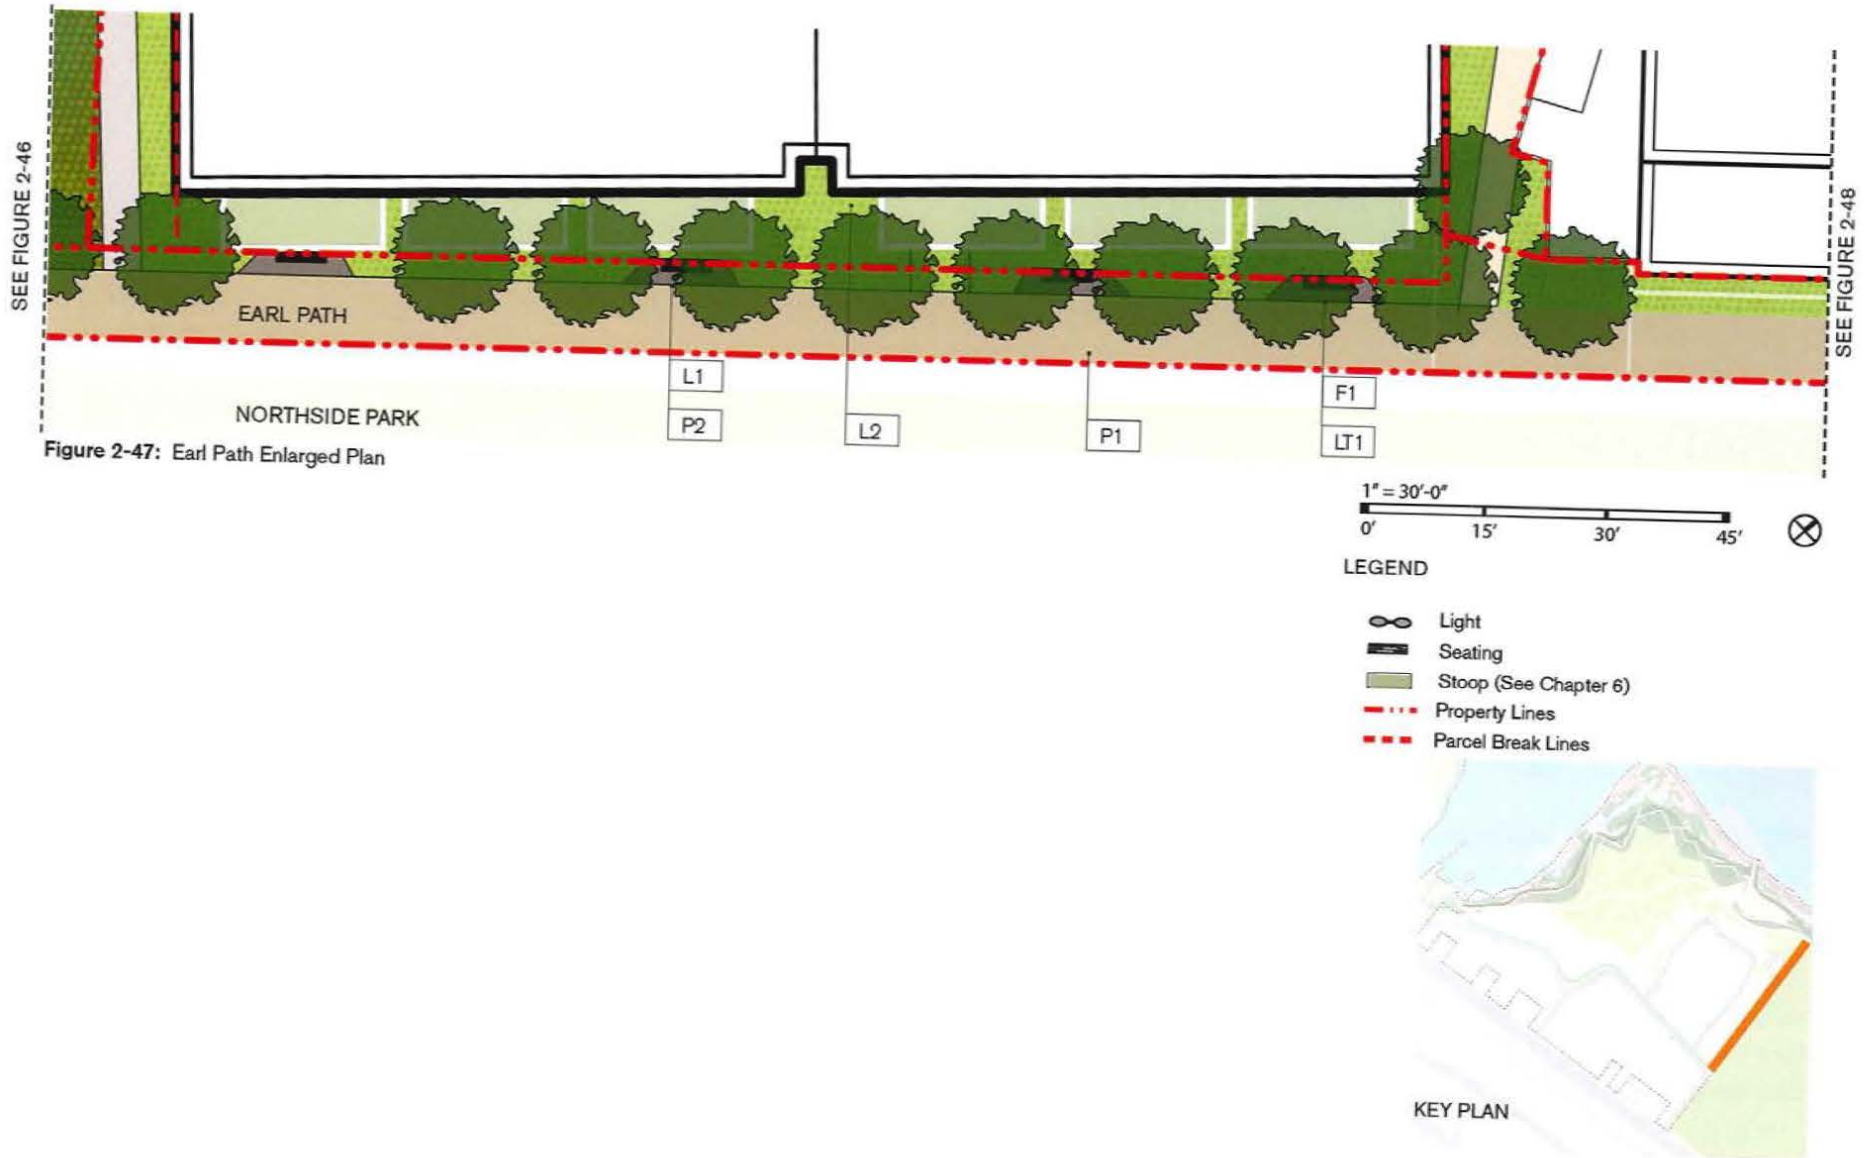 SEE FIGURE 2-46
SEE FIGURE 2-48
EARL PATH
L1
P2
L2
P1
F1
LT1
NORTHSIDE PARK
Figure 2-47: Earl Path Enlarged Plan
1" = 30'-0"
0' 15' 30' 45'
LEGEND
Light
Seating
Stoop (See Chapter 6)
Property Lines
Parcel Break Lines
KEY PLAN